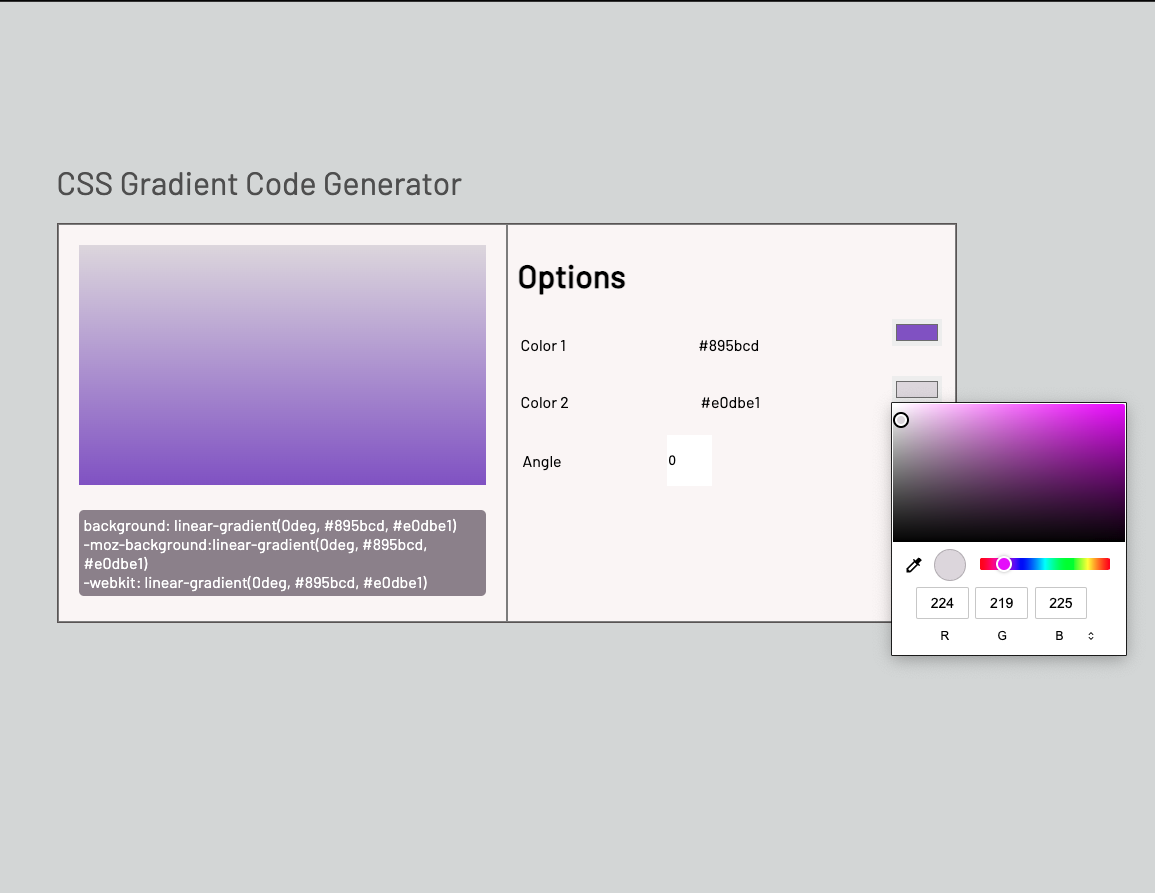 CSS Gradient Code Generator
background: linear-gradient(0deg, #895bcd, #e0dbe1)
-moz-background:linear-gradient(0deg, #895bcd,
#e0dbe1)
-webkit: linear-gradient(0deg, #895bcd, #e0dbe1)
Options
Color 1 #895bcd
Color 2 #e0dbe1
Angle 0
224 219 225
R G B